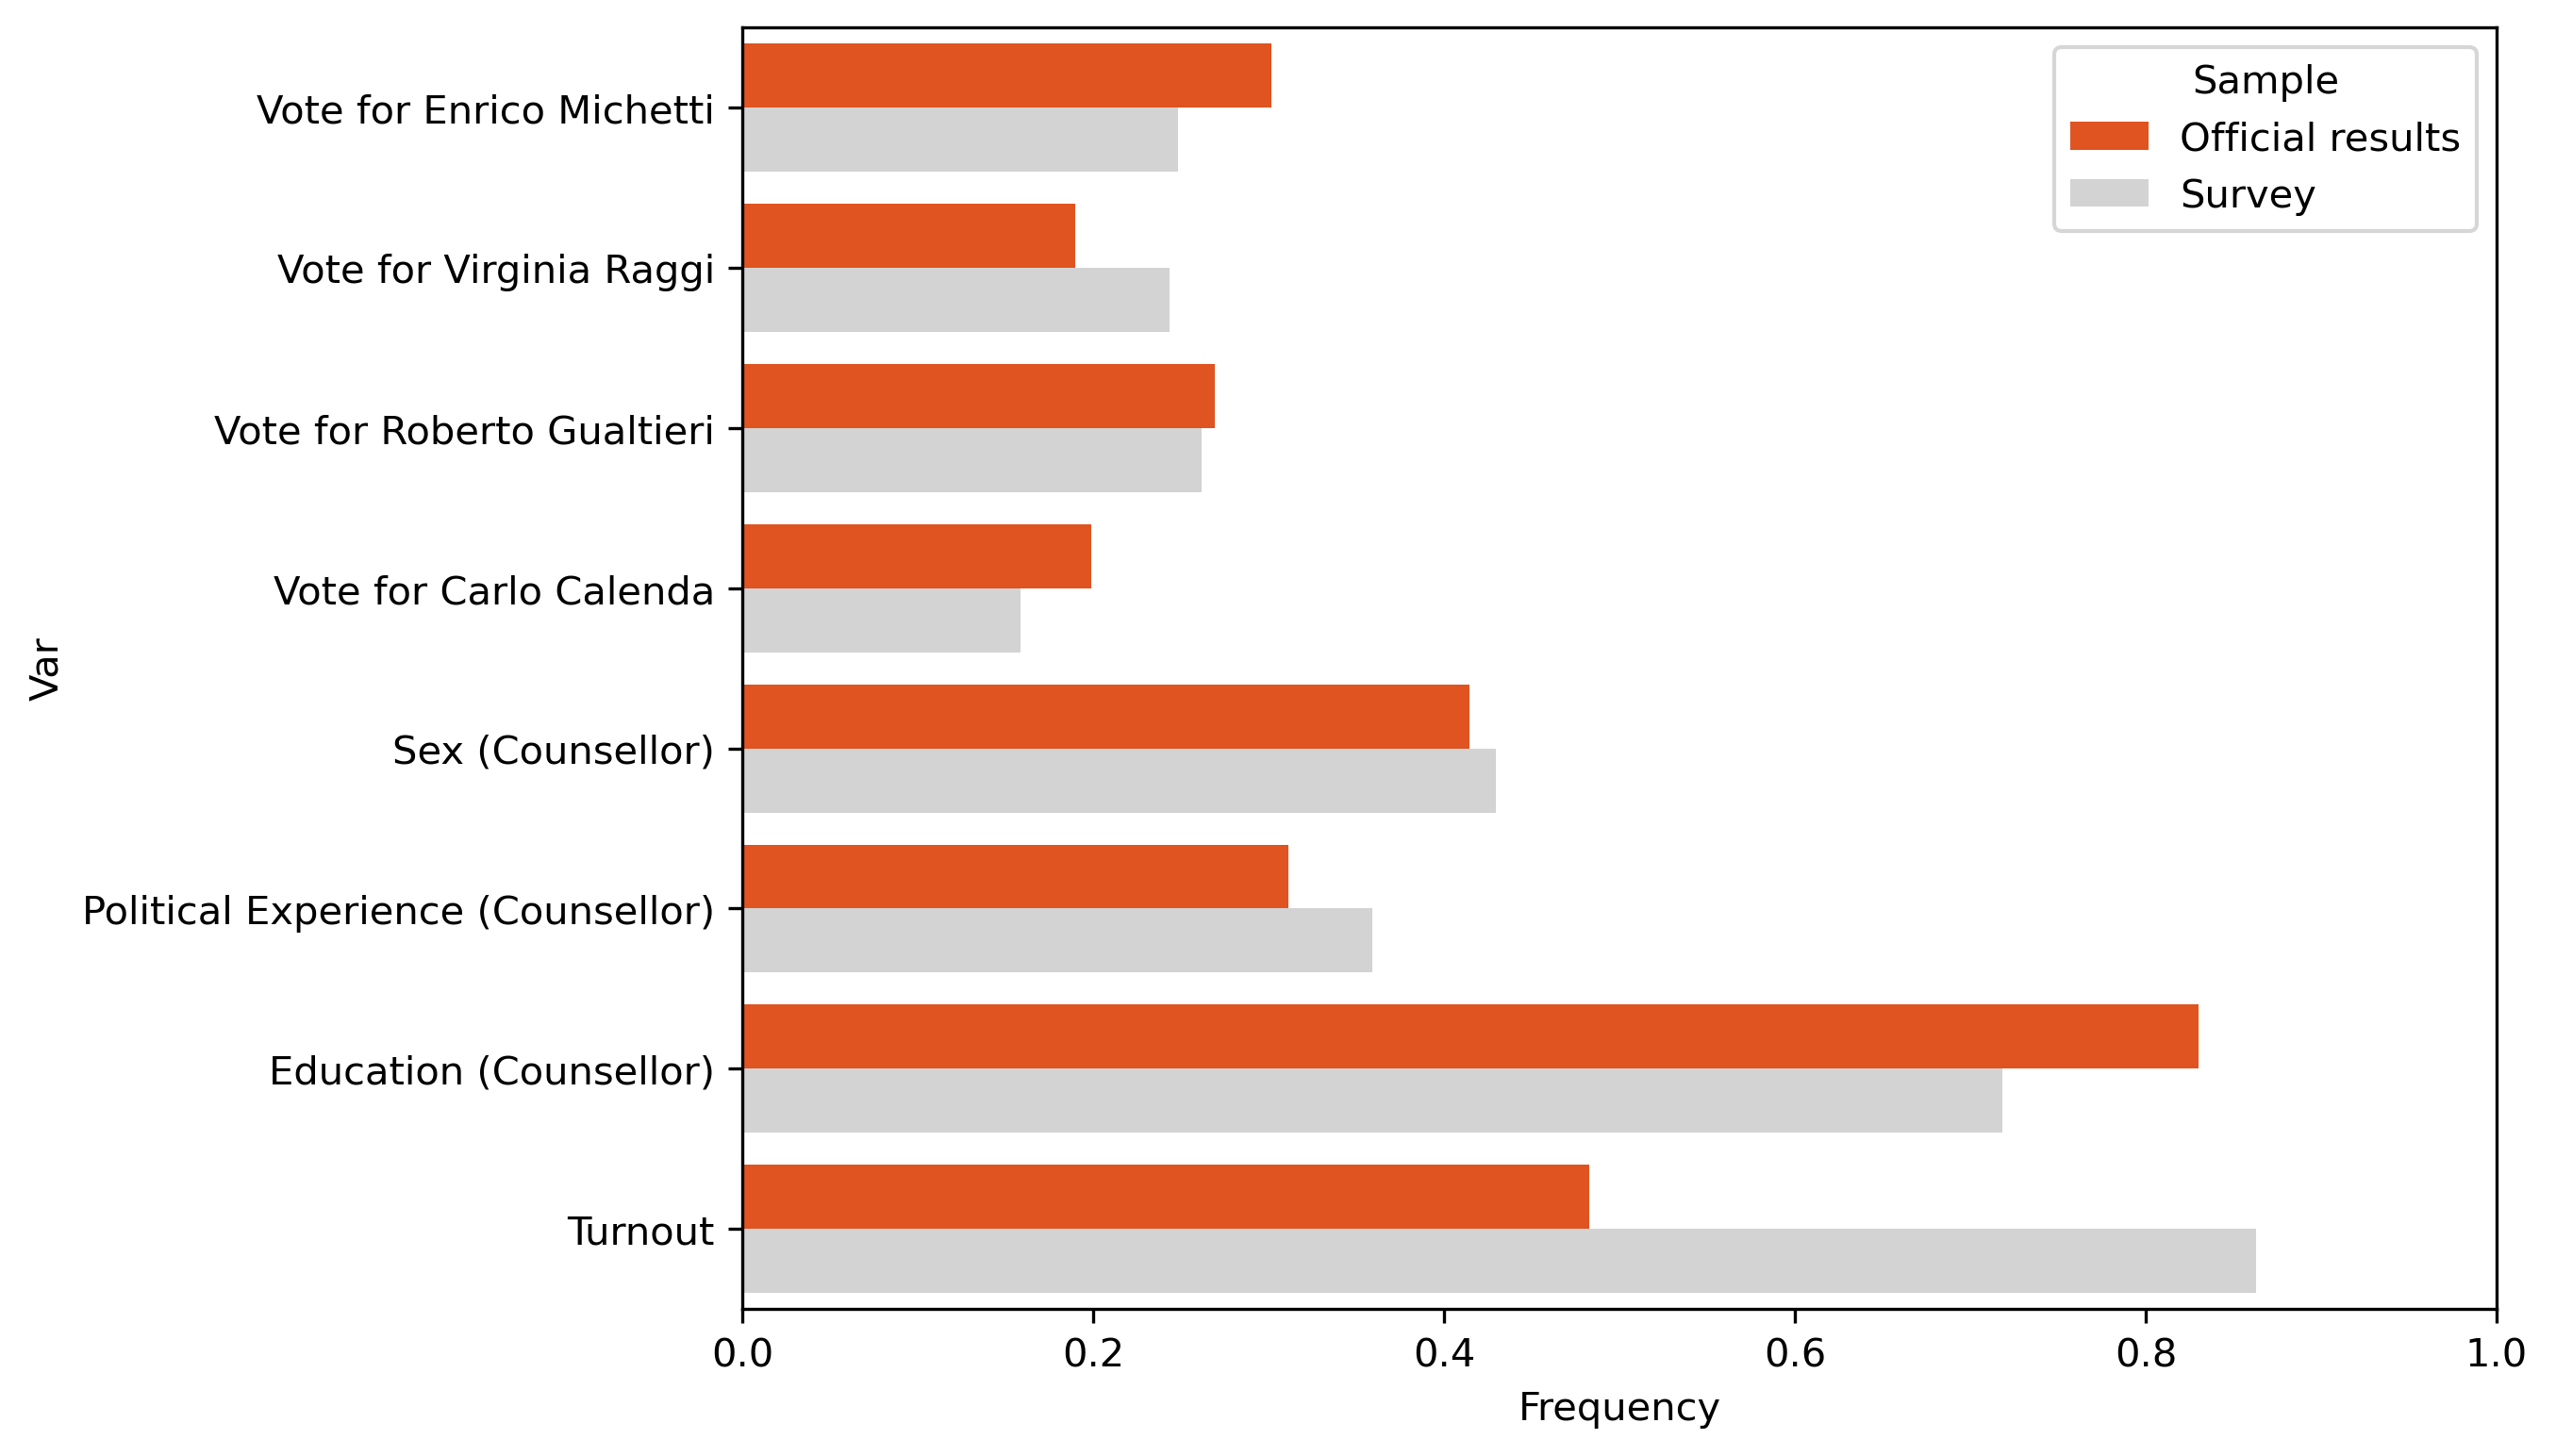 Sample
Official results
Survey
Vote for Enrico Michetti
Vote for Virginia Raggi
Vote for Roberto Gualtieri
Vote for Carlo Calenda
Sex (Counsellor)
Political Experience (Counsellor)
Education (Counsellor)
Turnout
Var
0.0 0.2 0.4 0.6 0.8 1.0
Frequency